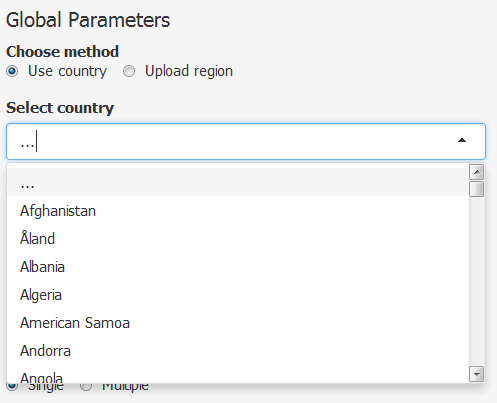 Global Parameters
Choose method
Use country Upload region
Select country
...
...
Afghanistan
Åland
Albania
Algeria
American Samoa
Andorra
Angola
Single Multiple